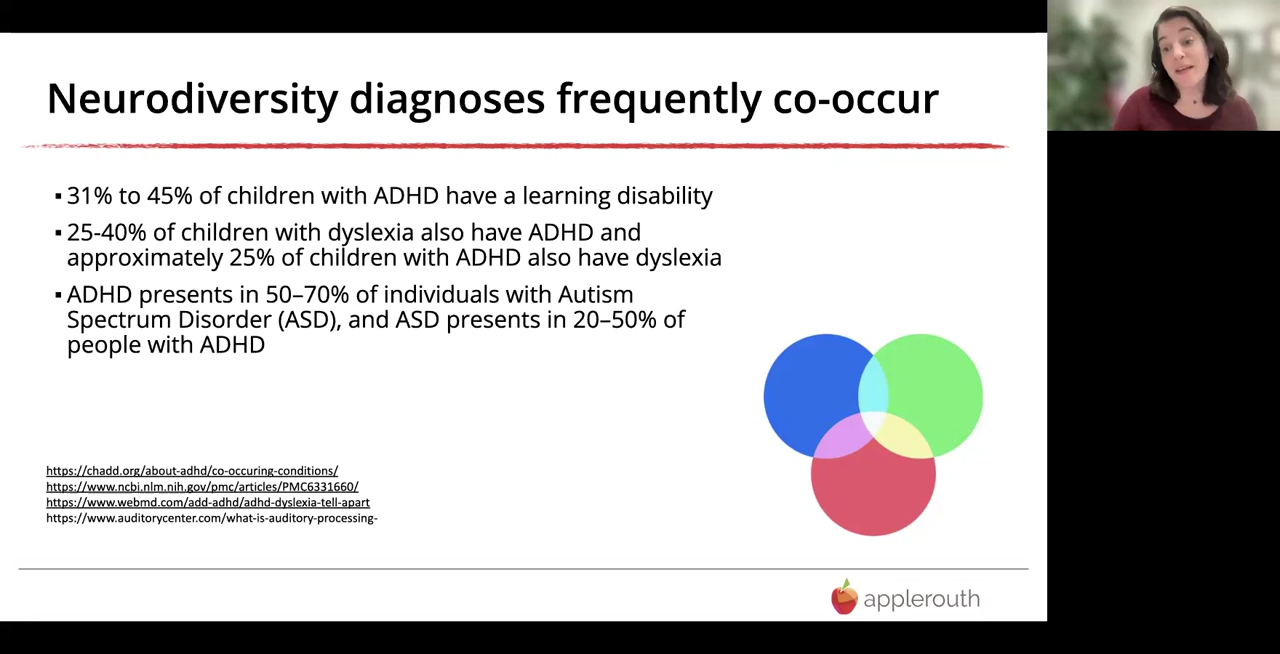 Neurodiversity diagnoses frequently co-occur
▪ 31% to 45% of children with ADHD have a learning disability
▪ 25-40% of children with dyslexia also have ADHD and
approximately 25% of children with ADHD also have dyslexia
▪ ADHD presents in 50–70% of individuals with Autism
Spectrum Disorder (ASD), and ASD presents in 20–50% of
people with ADHD
https://chadd.org/about-adhd/co-occuring-conditions/
https://www.ncbi.nlm.nih.gov/pmc/articles/PMC6331660/
https://www.webmd.com/add-adhd/adhd-dyslexia-tell-apart
https://www.auditorycenter.com/what-is-auditory-processing-
applerouth